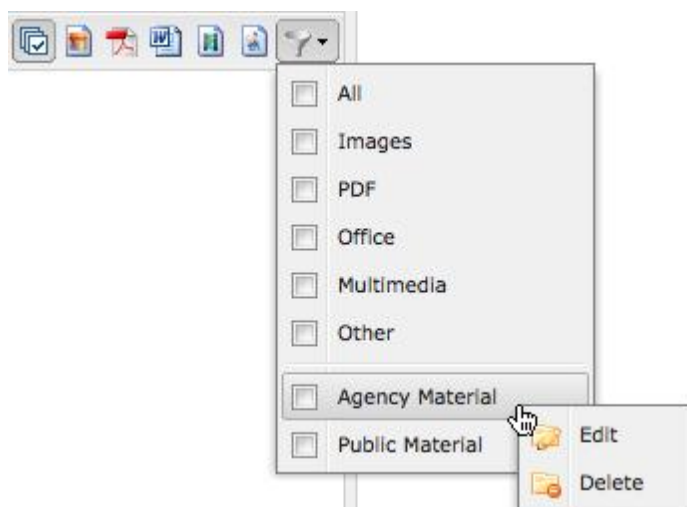 All
Images
PDF
Office
Multimedia
Other
Agency Material
Public Material
Edit
Delete